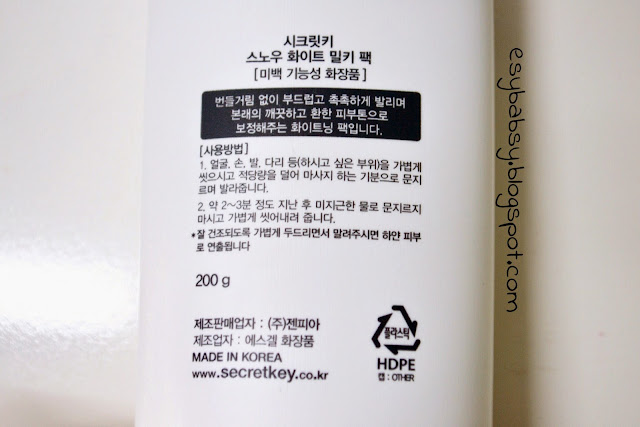 시크릿키
스노우 화이트 밀키 팩
[미백 기능성 화장품]
번들거림 없이 부드럽고 촉촉하게 발리며
본래의 깨끗하고 환한 피부톤으로
보정해주는 화이트닝 팩입니다.
[사용방법]
1. 얼굴, 손, 발, 다리 등(하시고 싶은 부위)을 가볍게
씻으시고 적당량을 덜어 마사지 하는 기분으로 문지
르며 발라줍니다.
2. 약 2~3분 정도 지난 후 미지근한 물로 문지르지
마시고 가볍게 씻어내려 줍니다.
*잘 건조되도록 가볍게 두드리면서 말려주시면 하얀 피부
로 연출됩니다
200 g
제조판매업자 : (주)젠피아
제조업자 : 에스겔 화장품
MADE IN KOREA
www.secretkey.co.kr
플라스틱
HDPE
캡 : OTHER
esybabsy.blogspot.com